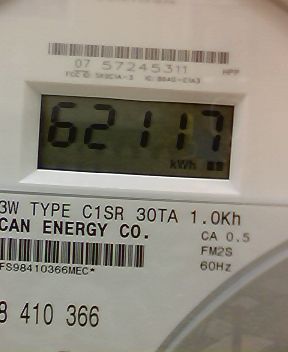 07 57245311
62117
kWh
3W TYPE C1SR 30TA 1.0Kh
CAN ENERGY CO.
CA 0.5
FM2S
60Hz
FS98410366MEC*
8 410 366